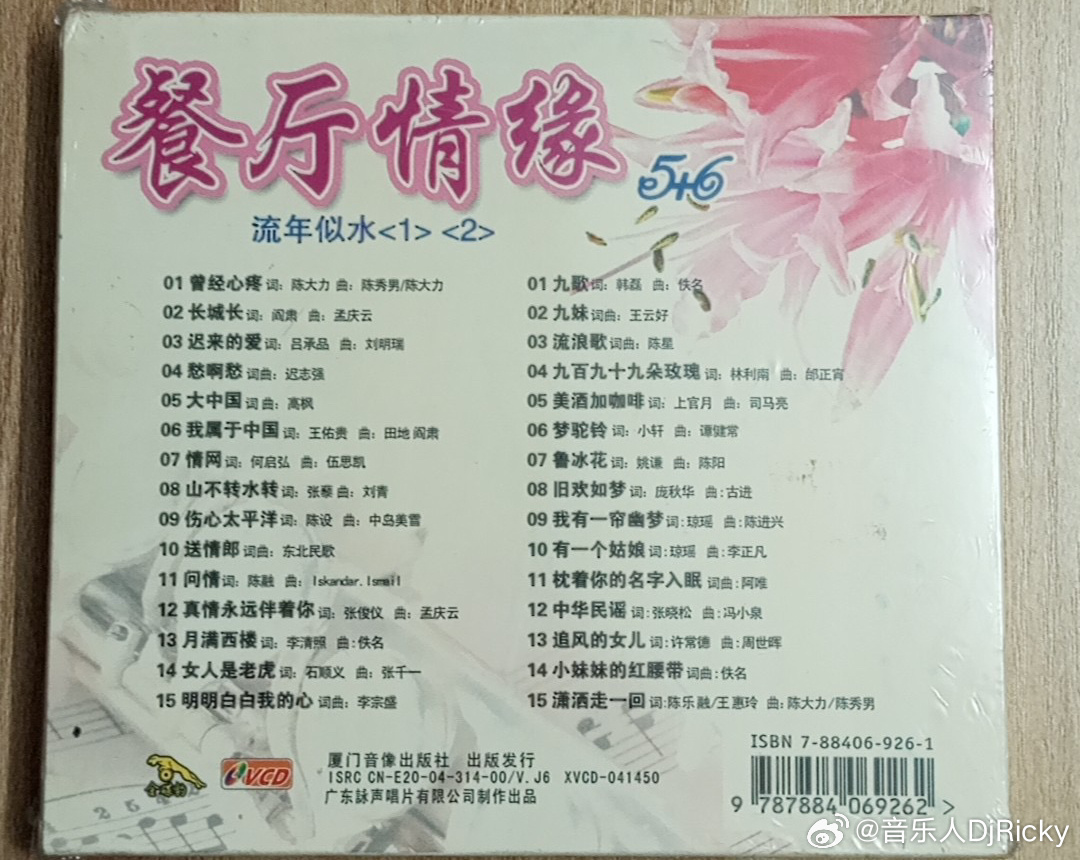 餐厅情缘
5+6
流年似水<1> <2>
01 曾经心疼 词：陈大力 曲：陈秀男/陈大力
02 长城长 词：阎肃 曲：孟庆云
03 迟来的爱 词：吕承品 曲：刘明瑞
04 愁啊愁 词曲：迟志强
05 大中国 词曲：高枫
06 我属于中国 词：王佑贵 曲：田地 阎肃
07 情网 词：何启弘 曲：伍思凯
08 山不转水转 词：张藜 曲：刘青
09 伤心太平洋 词：陈设 曲：中岛美雪
10 送情郎 词曲：东北民歌
11 问情 词：陈融 曲：Iskandar.Ismail
12 真情永远伴着你 词：张俊仪 曲：孟庆云
13 月满西楼 词：李清照 曲:佚名
14 女人是老虎 词：石顺义 曲：张千一
15 明明白白我的心 词曲：李宗盛
01 九歌 词：韩磊 曲：佚名
02 九妹 词曲：王云好
03 流浪歌 词曲：陈星
04 九百九十九朵玫瑰 词：林利南 曲：邰正宵
05 美酒加咖啡 词：上官月 曲：司马亮
06 梦驼铃 词：小轩 曲：谭健常
07 鲁冰花 词：姚谦 曲：陈阳
08 旧欢如梦 词：庞秋华 曲:古进
09 我有一帘幽梦 词:琼瑶 曲:陈进兴
10 有一个姑娘 词:琼瑶 曲:李正凡
11 枕着你的名字入眠 词曲:阿唯
12 中华民谣 词:张晓松 曲:冯小泉
13 追风的女儿 词:许常德 曲:周世晖
14 小妹妹的红腰带 词曲:佚名
15 潇洒走一回 词:陈乐融/王惠玲 曲:陈大力/陈秀男
VCD
厦门音像出版社 出版发行
ISRC CN-E20-04-314-00/V.J6 XVCD-041450
广东詠声唱片有限公司制作出品
ISBN 7-88406-926-1
9 787884 069262 >
@音乐人DjRicky